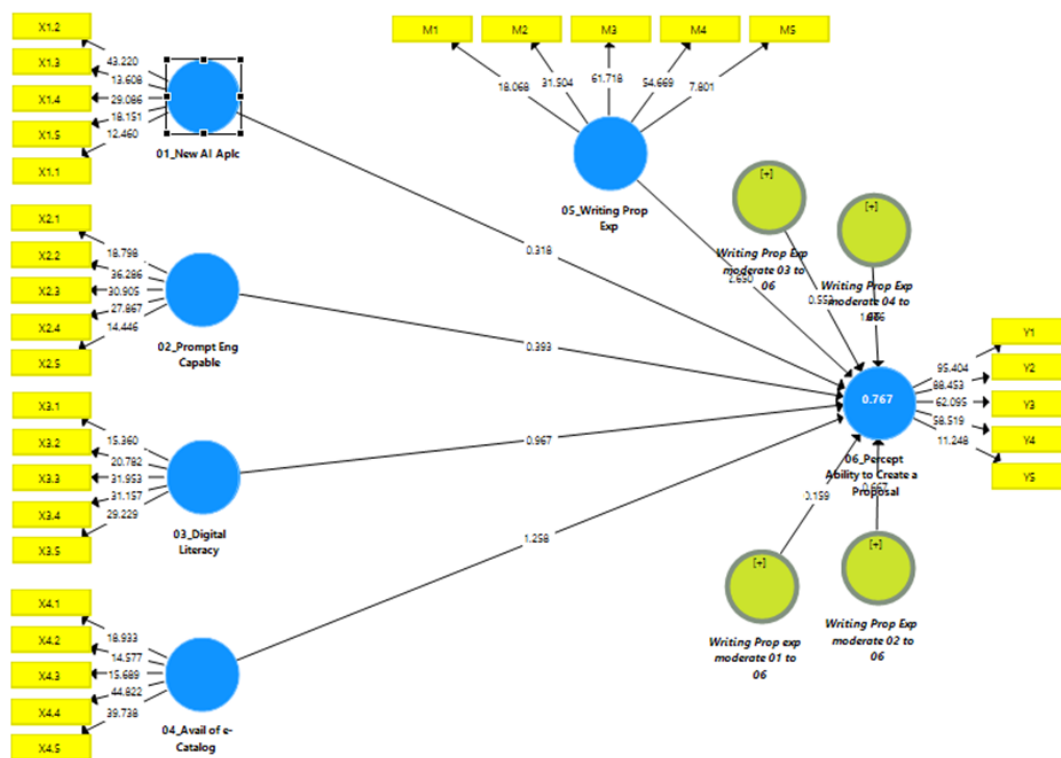 X1.2
X1.3
X1.4
X1.5
X1.1
43.220
13.608
29.086
18.151
12.460
01_New AI Aplc
M1
M2
M3
M4
M5
18.068
31.504
61.718
54.669
7.801
05_Writing Prop
Exp
[+]
Writing Prop Exp
moderate 03 to
06
[+]
Writing Prop Exp
moderate 04 to
0.318
2.690
X2.1
X2.2
X2.3
X2.4
X2.5
18.798
36.286
30.905
27.867
14.446
02_Prompt Eng
Capable
0.393
X3.1
X3.2
X3.3
X3.4
X3.5
15.360
20.782
31.953
31.157
29.229
03_Digital
Literacy
0.967
0.767
06_Percept
Ability to Create a
Proposal
95.404
88.453
62.095
58.519
11.248
Y1
Y2
Y3
Y4
Y5
X4.1
X4.2
X4.3
X4.4
X4.5
18.933
14.577
15.689
44.822
39.738
04_Avail of e-
Catalog
1.258
[+]
Writing Prop exp
moderate 01 to
06
[+]
Writing Prop Exp
moderate 02 to
06